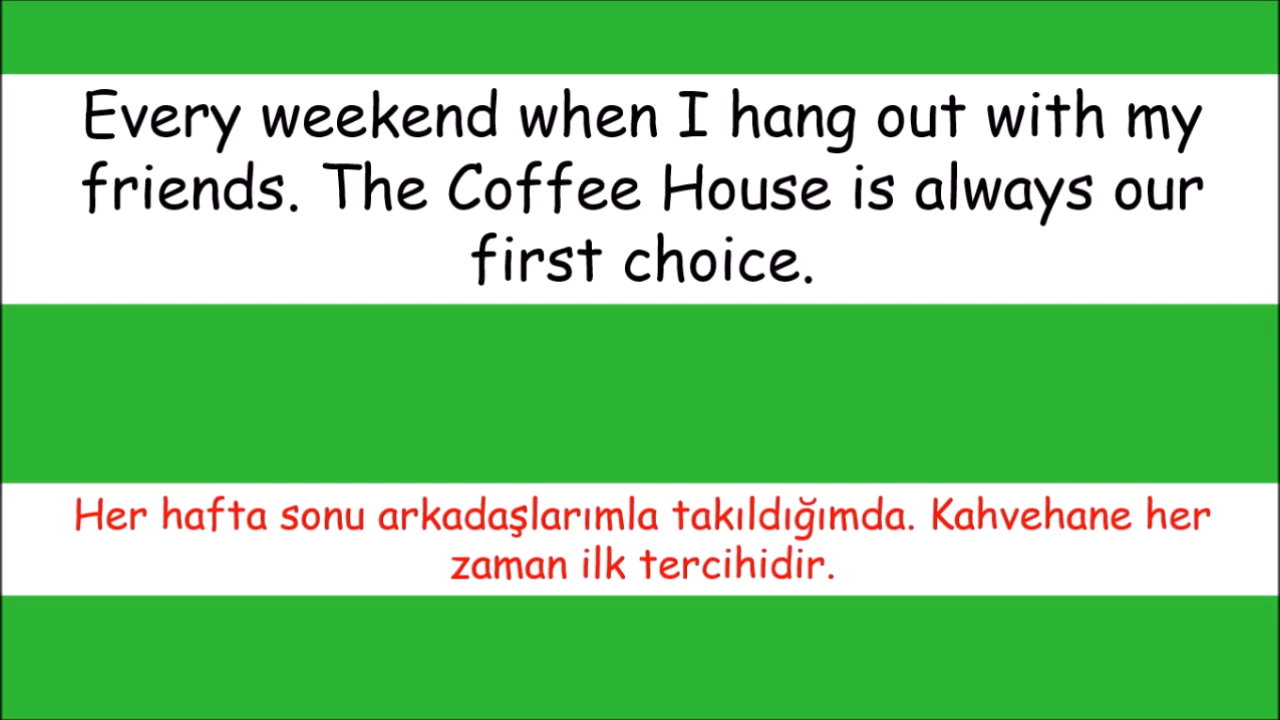 Every weekend when I hang out with my
friends. The Coffee House is always our
first choice.
Her hafta sonu arkadaşlarımla takıldığımda. Kahvehane her
zaman ilk tercihidir.